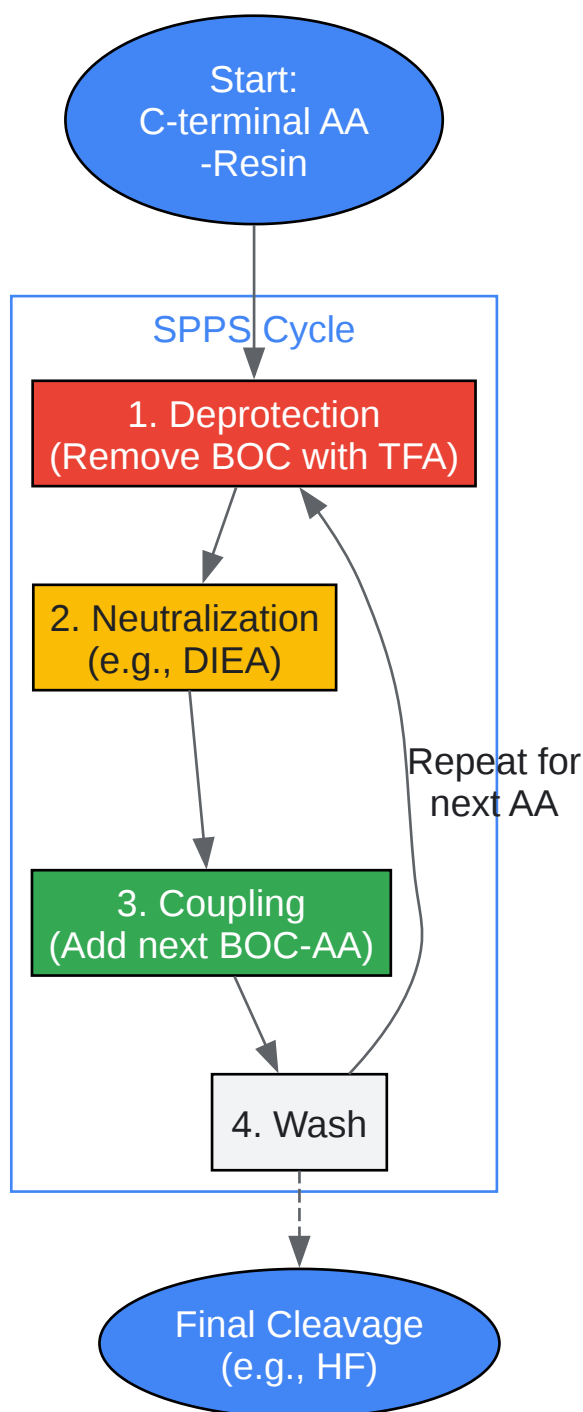 Start:
C-terminal AA
-Resin
SPPS Cycle
1. Deprotection
(Remove BOC with TFA)
2. Neutralization
(e.g., DIEA)
Repeat for
next AA
3. Coupling
(Add next BOC-AA)
4. Wash
Final Cleavage
(e.g., HF)